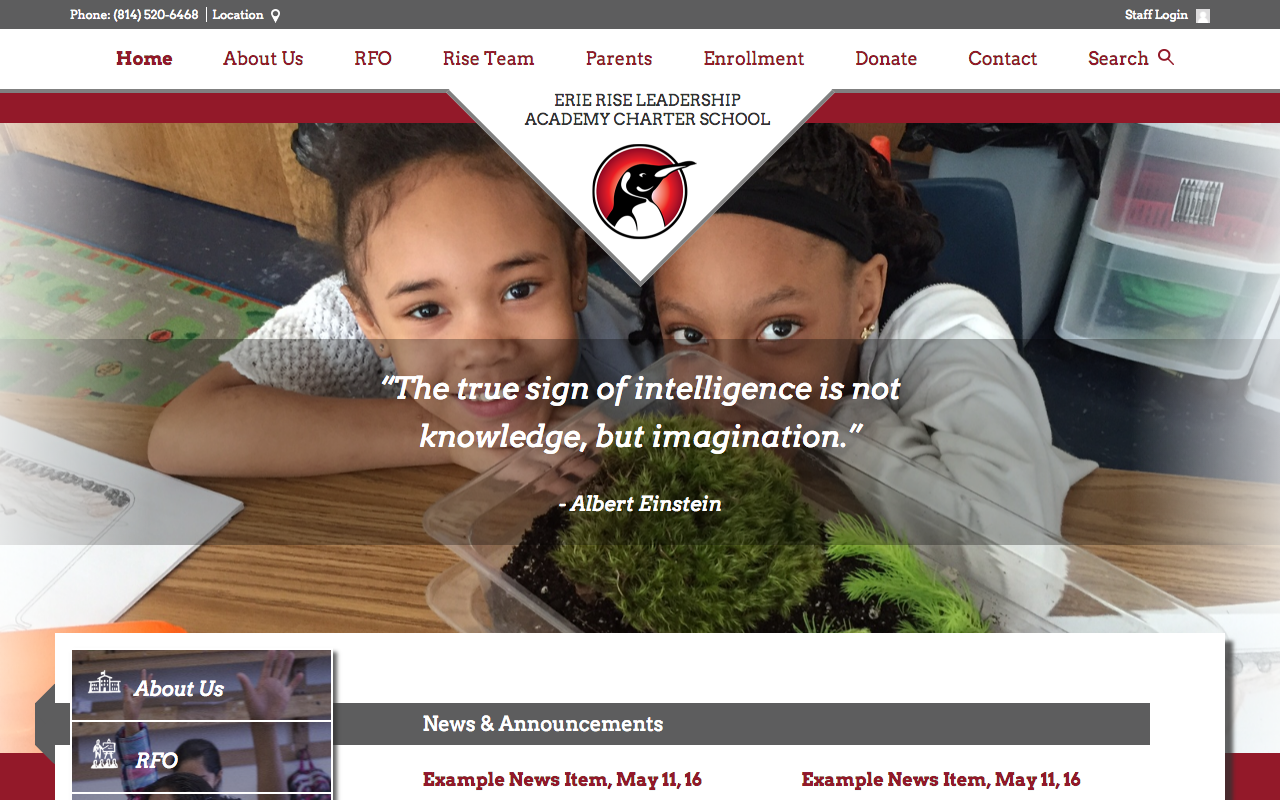 Phone: (814) 520-6468 | Location
Staff Login
Home
About Us
RFO
Rise Team
Parents
Enrollment
Donate
Contact
Search
ERIE RISE LEADERSHIP
ACADEMY CHARTER SCHOOL
“The true sign of intelligence is not
knowledge, but imagination.”
- Albert Einstein
About Us
RFO
News & Announcements
Example News Item, May 11, 16
Example News Item, May 11, 16